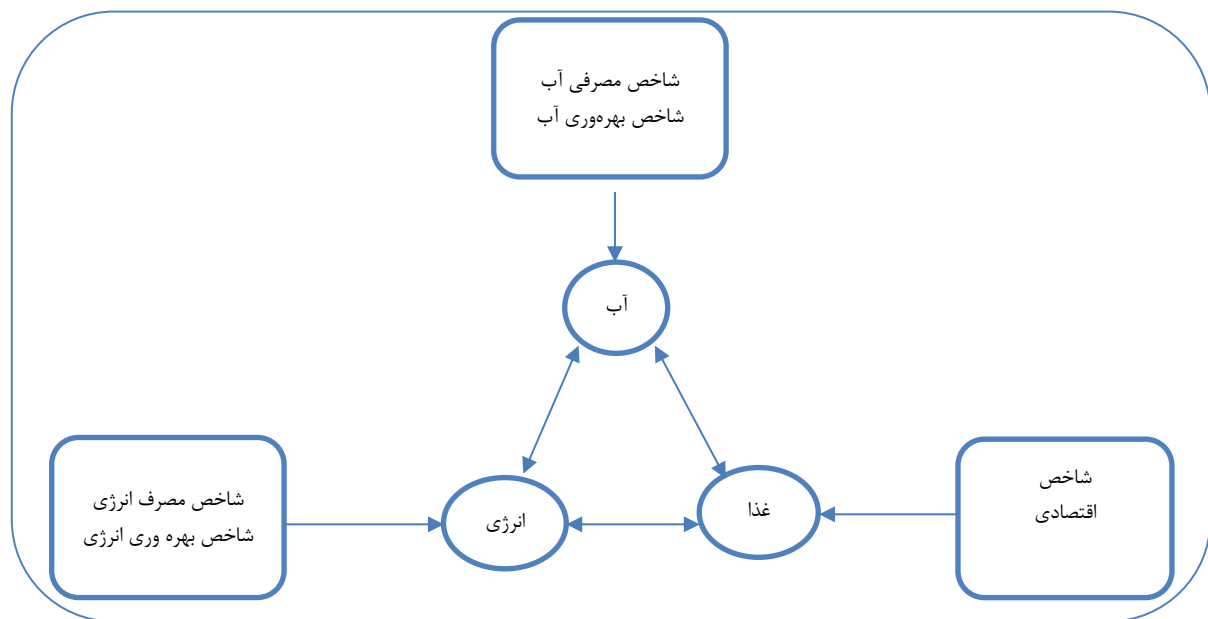 شاخص مصرفی آب
شاخص بهره‌وری آب
آب
شاخص
اقتصادی
غذا
انرژی
شاخص مصرف انرژی
شاخص بهره وری انرژی